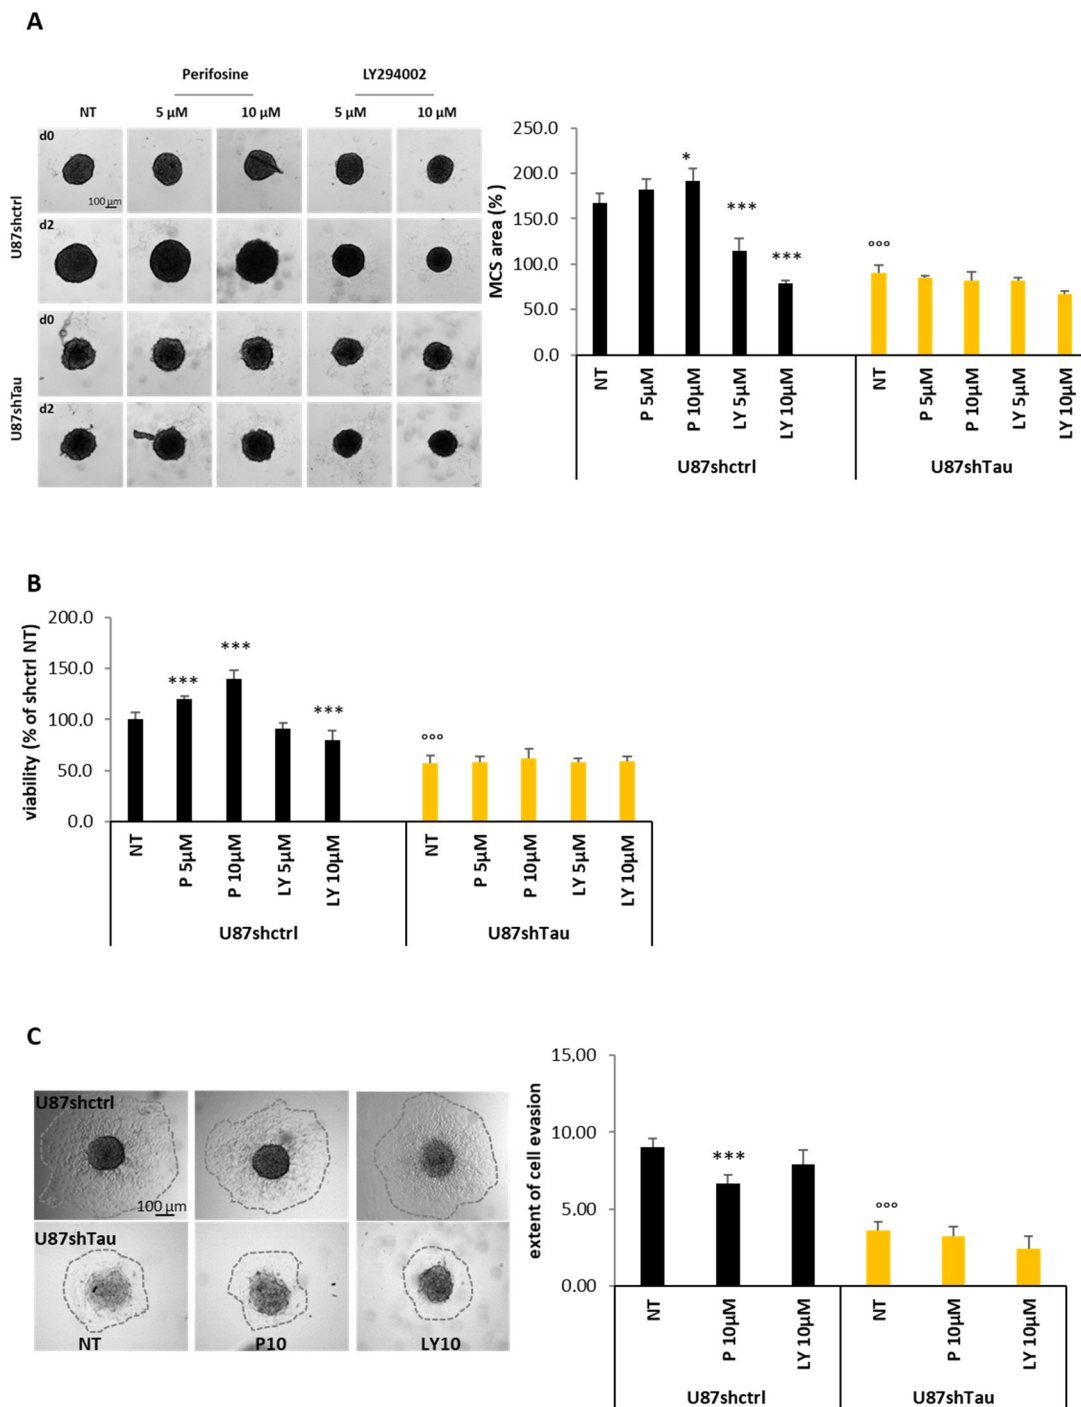 A
Perifosine LY294002
NT 5 µM 10 µM 5 µM 10 µM
U87shctrl
d0
100 µm
d2
U87shTau
d0
d2
MCS area (%)
250.0
200.0
150.0
100.0
50.0
0.0
*
***
***
°°°
NT P 5µM P 10µM LY 5µM LY 10µM NT P 5µM P 10µM LY 5µM LY 10µM
U87shctrl U87shTau
B
viability (% of shctrl NT)
200.0
150.0
100.0
50.0
0.0
***
***
***
°°°
NT P 5µM P 10µM LY 5µM LY 10µM NT P 5µM P 10µM LY 5µM LY 10µM
U87shctrl U87shTau
C
U87shctrl
100 µm
U87shTau
NT P10 LY10
extent of cell evasion
15.00
10.00
5.00
0.00
***
°°°
NT P 10µM LY 10µM NT P 10µM LY 10µM
U87shctrl U87shTau